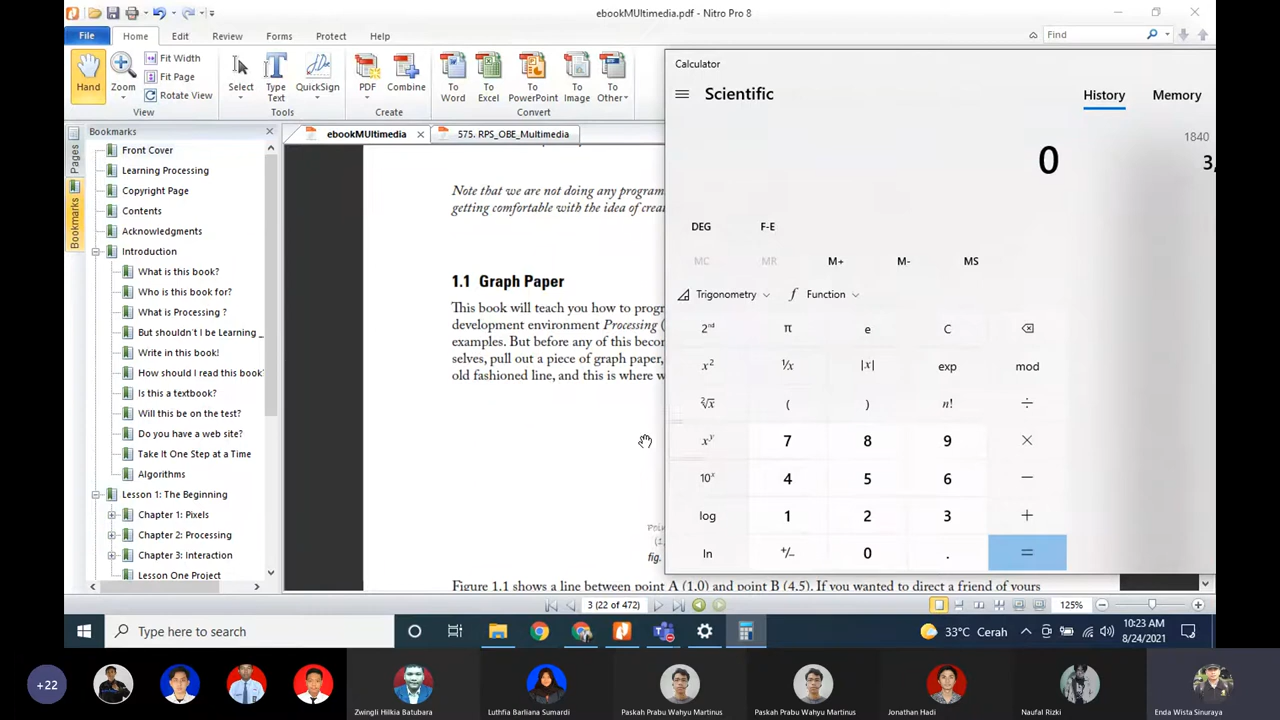 ebookMUltimedia.pdf - Nitro Pro 8
File Home Edit Review Forms Protect Help
Find
Hand
Zoom
Fit Width
Fit Page
Rotate View
View
Select
Type Text
QuickSign
Tools
PDF
Combine
Create
To Word
To Excel
To PowerPoint
To Image
To Other
Convert
Bookmarks
ebookMUltimedia
575. RPS_OBE_Multimedia
Pages
Bookmarks
Front Cover
Learning Processing
Copyright Page
Contents
Acknowledgments
Introduction
What is this book?
Who is this book for?
What is Processing ?
But shouldn't I be Learning _
Write in this book!
How should I read this book?
Is this a textbook?
Will this be on the test?
Do you have a web site?
Take It One Step at a Time
Algorithms
Lesson 1: The Beginning
Chapter 1: Pixels
Chapter 2: Processing
Chapter 3: Interaction
Lesson One Project
Note that we are not doing any program
getting comfortable with the idea of crea
1.1 Graph Paper
This book will teach you how to progr
development environment Processing (
examples. But before any of this becom
selves, pull out a piece of graph paper,
old fashioned line, and this is where w
fig.
Figure 1.1 shows a line between point A (1,0) and point B (4,5). If you wanted to direct a friend of yours
Calculator
Scientific
History Memory
1840
0
3,
DEG F-E
MC MR M+ M- MS
Trigonometry Function
2nd π e C
x2 1/x |x| exp mod
2√x ( ) n! ÷
xy 7 8 9 ×
10x 4 5 6 −
log 1 2 3 +
ln +/− 0 . =
3 (22 of 472)
125%
Type here to search
33°C Cerah
10:23 AM
8/24/2021
+22
Zwingli Hilkia Batubara
Luthfia Barliana Sumardi
Paskah Prabu Wahyu Martinus
Paskah Prabu Wahyu Martinus
Jonathan Hadi
Naufal Rizki
Enda Wista Sinuraya